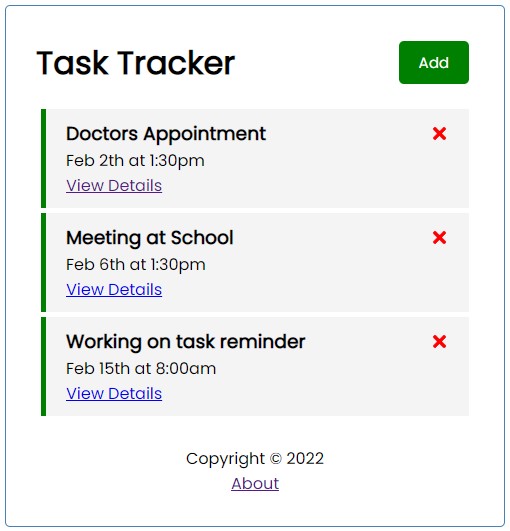 Task Tracker
Add
Doctors Appointment
Feb 2th at 1:30pm
View Details
Meeting at School
Feb 6th at 1:30pm
View Details
Working on task reminder
Feb 15th at 8:00am
View Details
Copyright © 2022
About